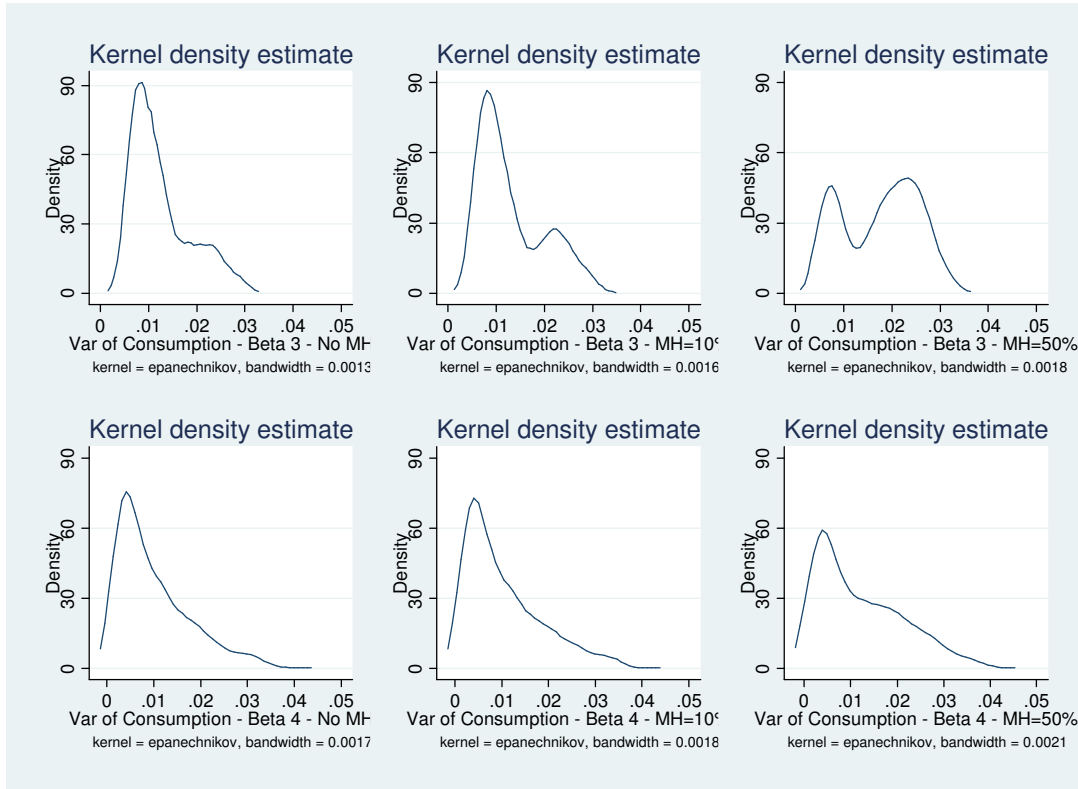 Kernel density estimate
90
60
30
0
Density
0 .01 .02 .03 .04 .05
Var of Consumption - Beta 3 - No MH
kernel = epanechnikov, bandwidth = 0.0013
Kernel density estimate
90
60
30
0
Density
0 .01 .02 .03 .04 .05
Var of Consumption - Beta 3 - MH=10%
kernel = epanechnikov, bandwidth = 0.0016
Kernel density estimate
90
60
30
0
Density
0 .01 .02 .03 .04 .05
Var of Consumption - Beta 3 - MH=50%
kernel = epanechnikov, bandwidth = 0.0018
Kernel density estimate
90
60
30
0
Density
0 .01 .02 .03 .04 .05
Var of Consumption - Beta 4 - No MH
kernel = epanechnikov, bandwidth = 0.0017
Kernel density estimate
90
60
30
0
Density
0 .01 .02 .03 .04 .05
Var of Consumption - Beta 4 - MH=10%
kernel = epanechnikov, bandwidth = 0.0018
Kernel density estimate
90
60
30
0
Density
0 .01 .02 .03 .04 .05
Var of Consumption - Beta 4 - MH=50%
kernel = epanechnikov, bandwidth = 0.0021